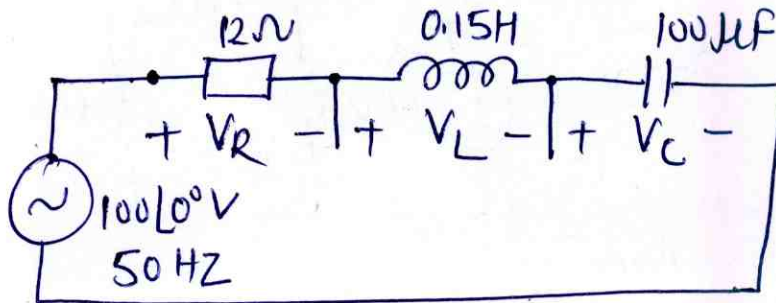 12Ω 0.15H 100μF
+ VR - + VL - + VC -
~ 100∠0° V
50 HZ